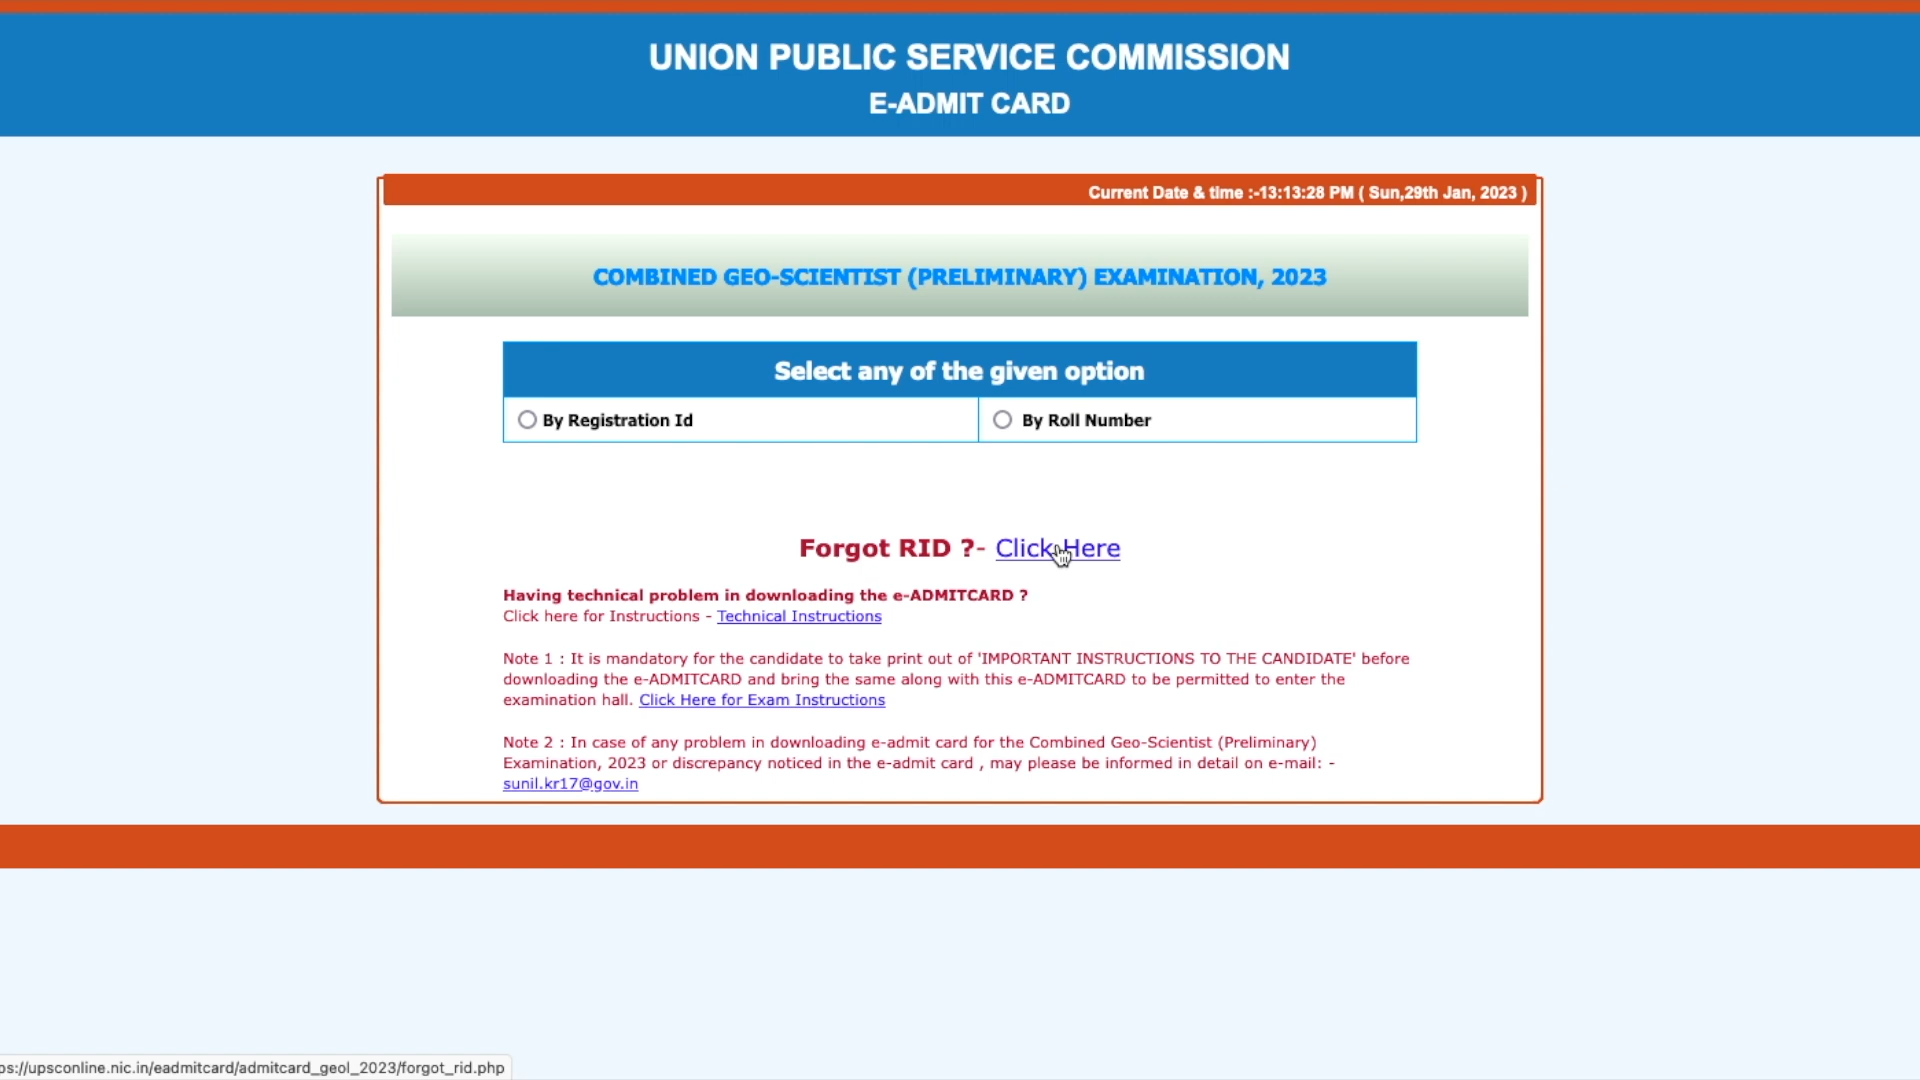 UNION PUBLIC SERVICE COMMISSION
E-ADMIT CARD
Current Date & time :-13:13:28 PM ( Sun,29th Jan, 2023 )
COMBINED GEO-SCIENTIST (PRELIMINARY) EXAMINATION, 2023
Select any of the given option
By Registration Id
By Roll Number
Forgot RID ?- Click Here
Having technical problem in downloading the e-ADMITCARD ?
Click here for Instructions - Technical Instructions
Note 1 : It is mandatory for the candidate to take print out of 'IMPORTANT INSTRUCTIONS TO THE CANDIDATE' before
downloading the e-ADMITCARD and bring the same along with this e-ADMITCARD to be permitted to enter the
examination hall. Click Here for Exam Instructions
Note 2 : In case of any problem in downloading e-admit card for the Combined Geo-Scientist (Preliminary)
Examination, 2023 or discrepancy noticed in the e-admit card , may please be informed in detail on e-mail: -
sunil.kr17@gov.in
ps://upsconline.nic.in/eadmitcard/admitcard_geol_2023/forgot_rid.php